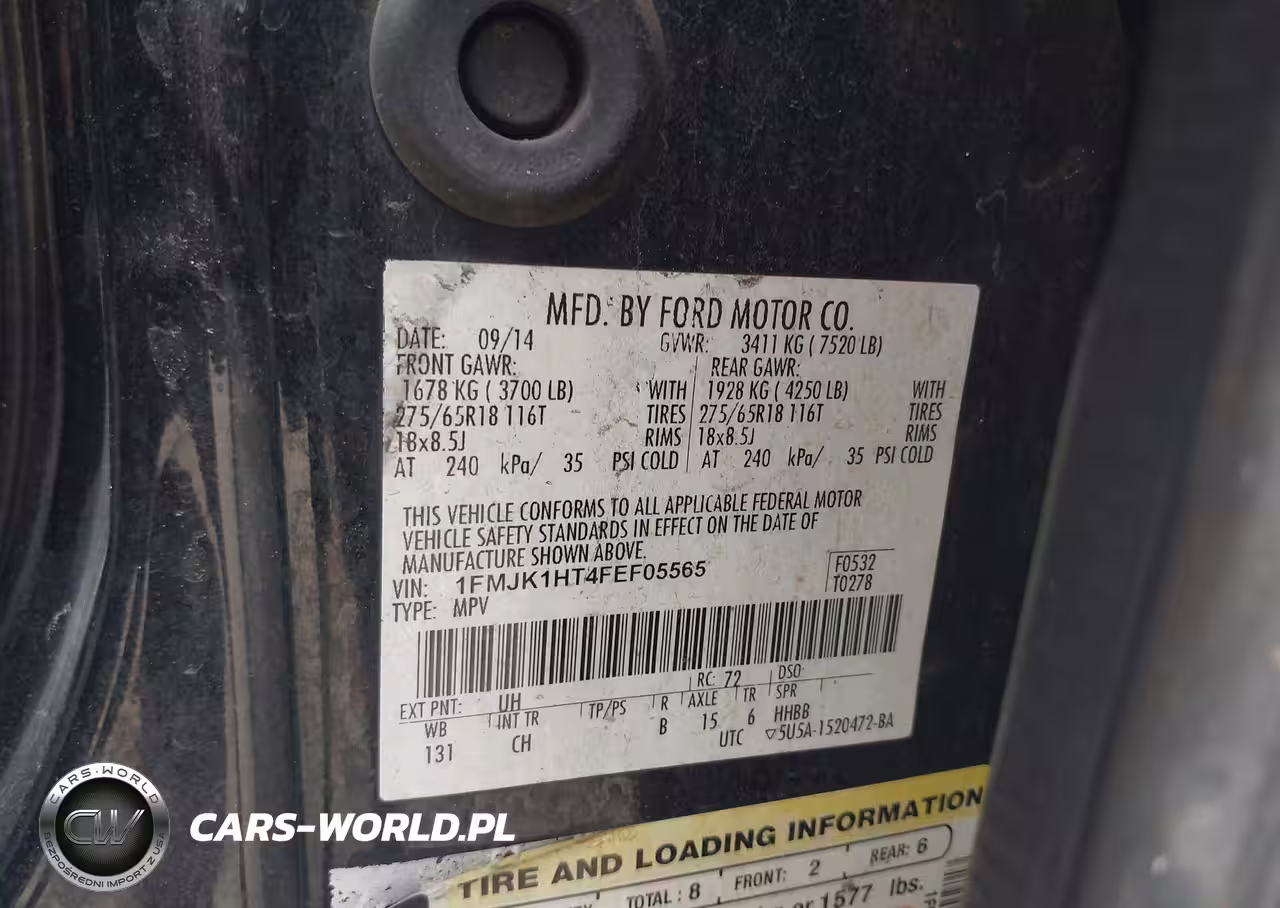 MFD. BY FORD MOTOR CO.
DATE: 09/14 GVWR: 3411 KG ( 7520 LB)
FRONT GAWR: REAR GAWR:
1678 KG ( 3700 LB) WITH 1928 KG ( 4250 LB) WITH
275/65R18 116T TIRES 275/65R18 116T TIRES
18x8.5J RIMS 18x8.5J RIMS
AT 240 kPa/ 35 PSI COLD AT 240 kPa/ 35 PSI COLD
THIS VEHICLE CONFORMS TO ALL APPLICABLE FEDERAL MOTOR
VEHICLE SAFETY STANDARDS IN EFFECT ON THE DATE OF
MANUFACTURE SHOWN ABOVE.
VIN: 1FMJK1HT4FEF05565 F0532
TYPE: MPV T0278
EXT PNT: UH RC: 72 DSO:
WB INT TR TP/PS R AXLE TR SPR
131 CH B 15 6 HHBB
UTC ▽5U5A-1520472-BA
TIRE AND LOADING INFORMATION
TOTAL: 8 FRONT: 2 REAR: 6
or 1577 lbs.
CARS-WORLD
CW
BEZPOŚREDNI IMPORT Z USA
CARS-WORLD.PL